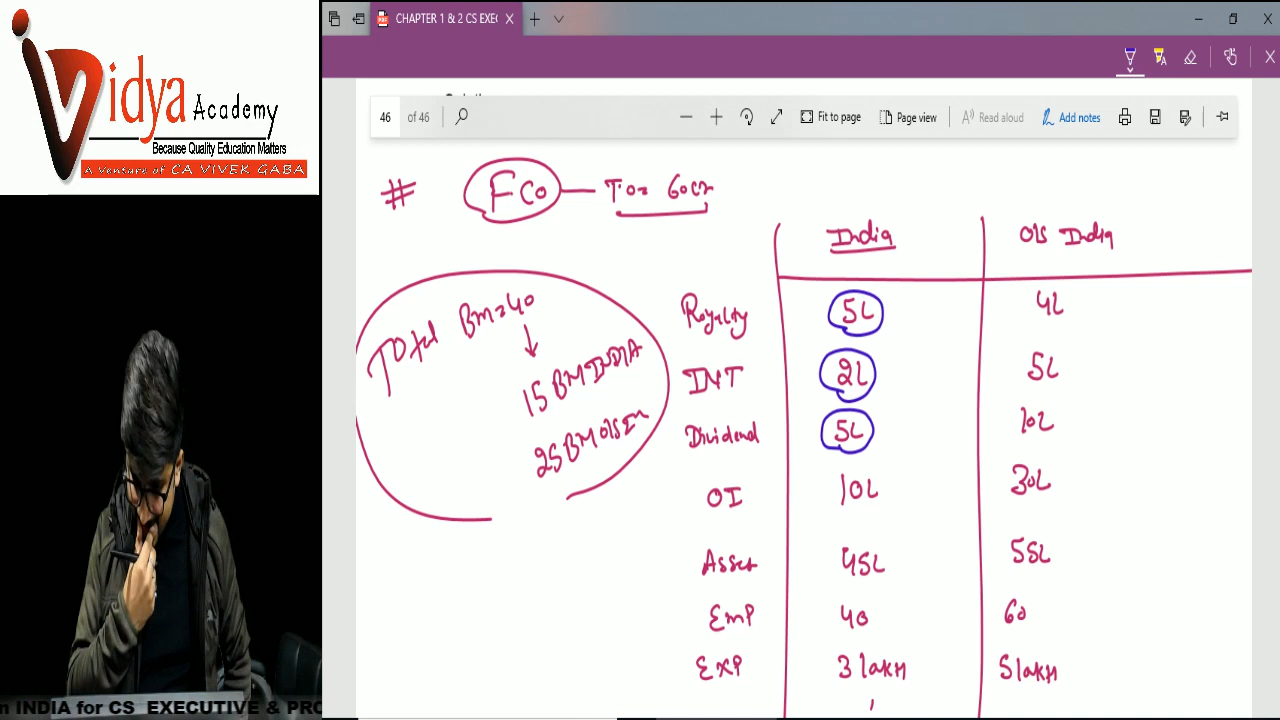 Vidya Academy
Because Quality Education Matters
A Venture of CA VIVEK GABA
CHAPTER 1 & 2 CS EXEC
46 of 46
Fit to page
Page view
Read aloud
Add notes
# FCo — T.O= 60cr
India O/S India
Total BM=40
15 BM INDIA
25 BM O/S IN
Royalty 5L 4L
INT 2L 5L
Dividend 5L 10L
OI 10L 30L
Asset 45L 55L
EMP 40 60
EXP 3 lakh 5 lakh
n INDIA for CS EXECUTIVE & PRO